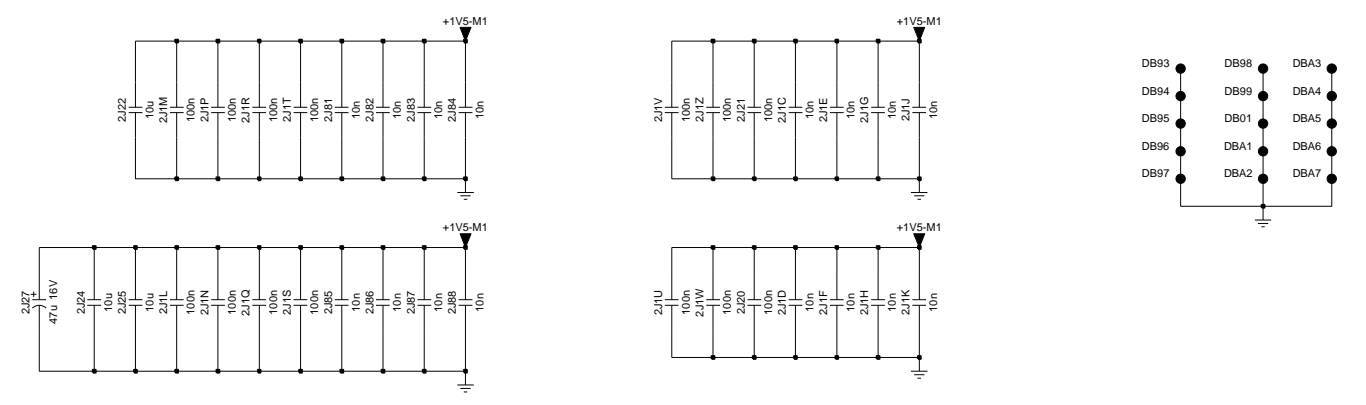 +1V5-M1
2J22
10u
2J1M
100n
2J1P
100n
2J1R
100n
2J1T
100n
2J81
10n
2J82
10n
2J83
10n
2J84
10n
+1V5-M1
2J1V
100n
2J1Z
100n
2J21
100n
2J1C
10n
2J1E
10n
2J1G
10n
2J1J
10n
DB93
DB98
DBA3
DB94
DB99
DBA4
DB95
DB01
DBA5
DB96
DBA1
DBA6
DB97
DBA2
DBA7
+1V5-M1
2J27
+
47u 16V
2J24
10u
2J25
10u
2J1L
100n
2J1N
100n
2J1Q
100n
2J1S
100n
2J85
10n
2J86
10n
2J87
10n
2J88
10n
+1V5-M1
2J1U
100n
2J1W
100n
2J20
100n
2J1D
10n
2J1F
10n
2J1H
10n
2J1K
10n